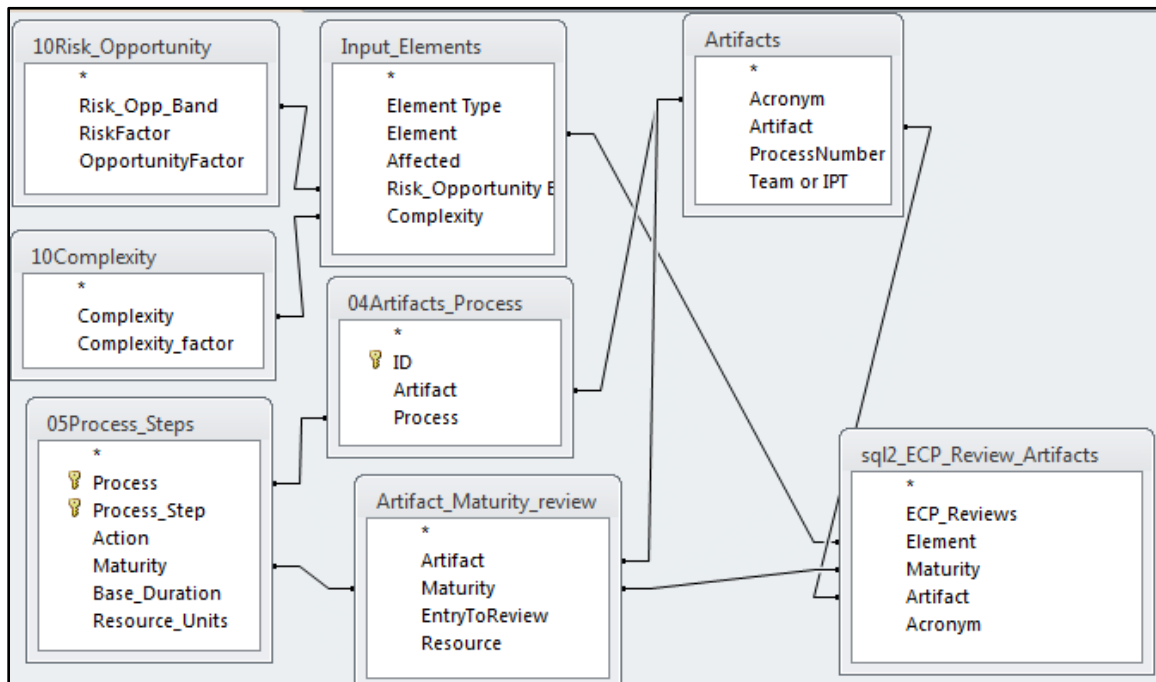 10Risk_Opportunity
*
Risk_Opp_Band
RiskFactor
OpportunityFactor
Input_Elements
*
Element Type
Element
Affected
Risk_Opportunity E
Complexity
Artifacts
*
Acronym
Artifact
ProcessNumber
Team or IPT
10Complexity
*
Complexity
Complexity_factor
04Artifacts_Process
*
ID
Artifact
Process
05Process_Steps
*
Process
Process_Step
Action
Maturity
Base_Duration
Resource_Units
Artifact_Maturity_review
*
Artifact
Maturity
EntryToReview
Resource
sql2_ECP_Review_Artifacts
*
ECP_Reviews
Element
Maturity
Artifact
Acronym